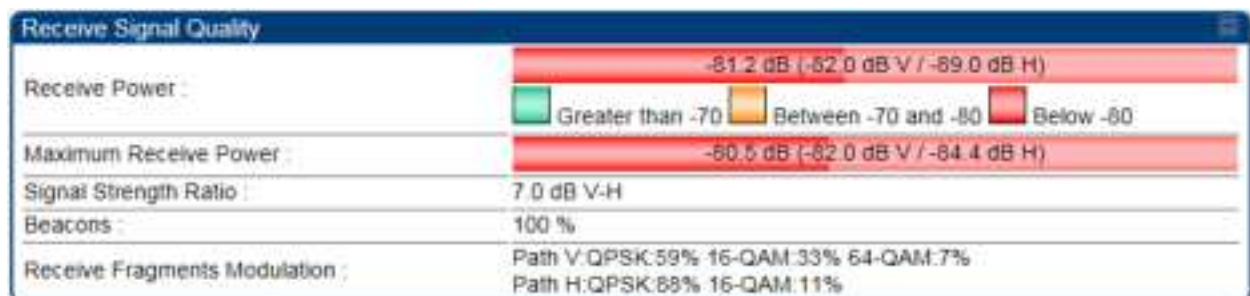 Receive Signal Quality
Receive Power :
-81.2 dB (-82.0 dB V / -89.0 dB H)
Greater than -70 Between -70 and -80 Below -80
Maximum Receive Power :
-80.5 dB (-82.0 dB V / -84.4 dB H)
Signal Strength Ratio :
7.0 dB V-H
Beacons :
100 %
Receive Fragments Modulation :
Path V:QPSK:59% 16-QAM:33% 64-QAM:7%
Path H:QPSK:88% 16-QAM:11%